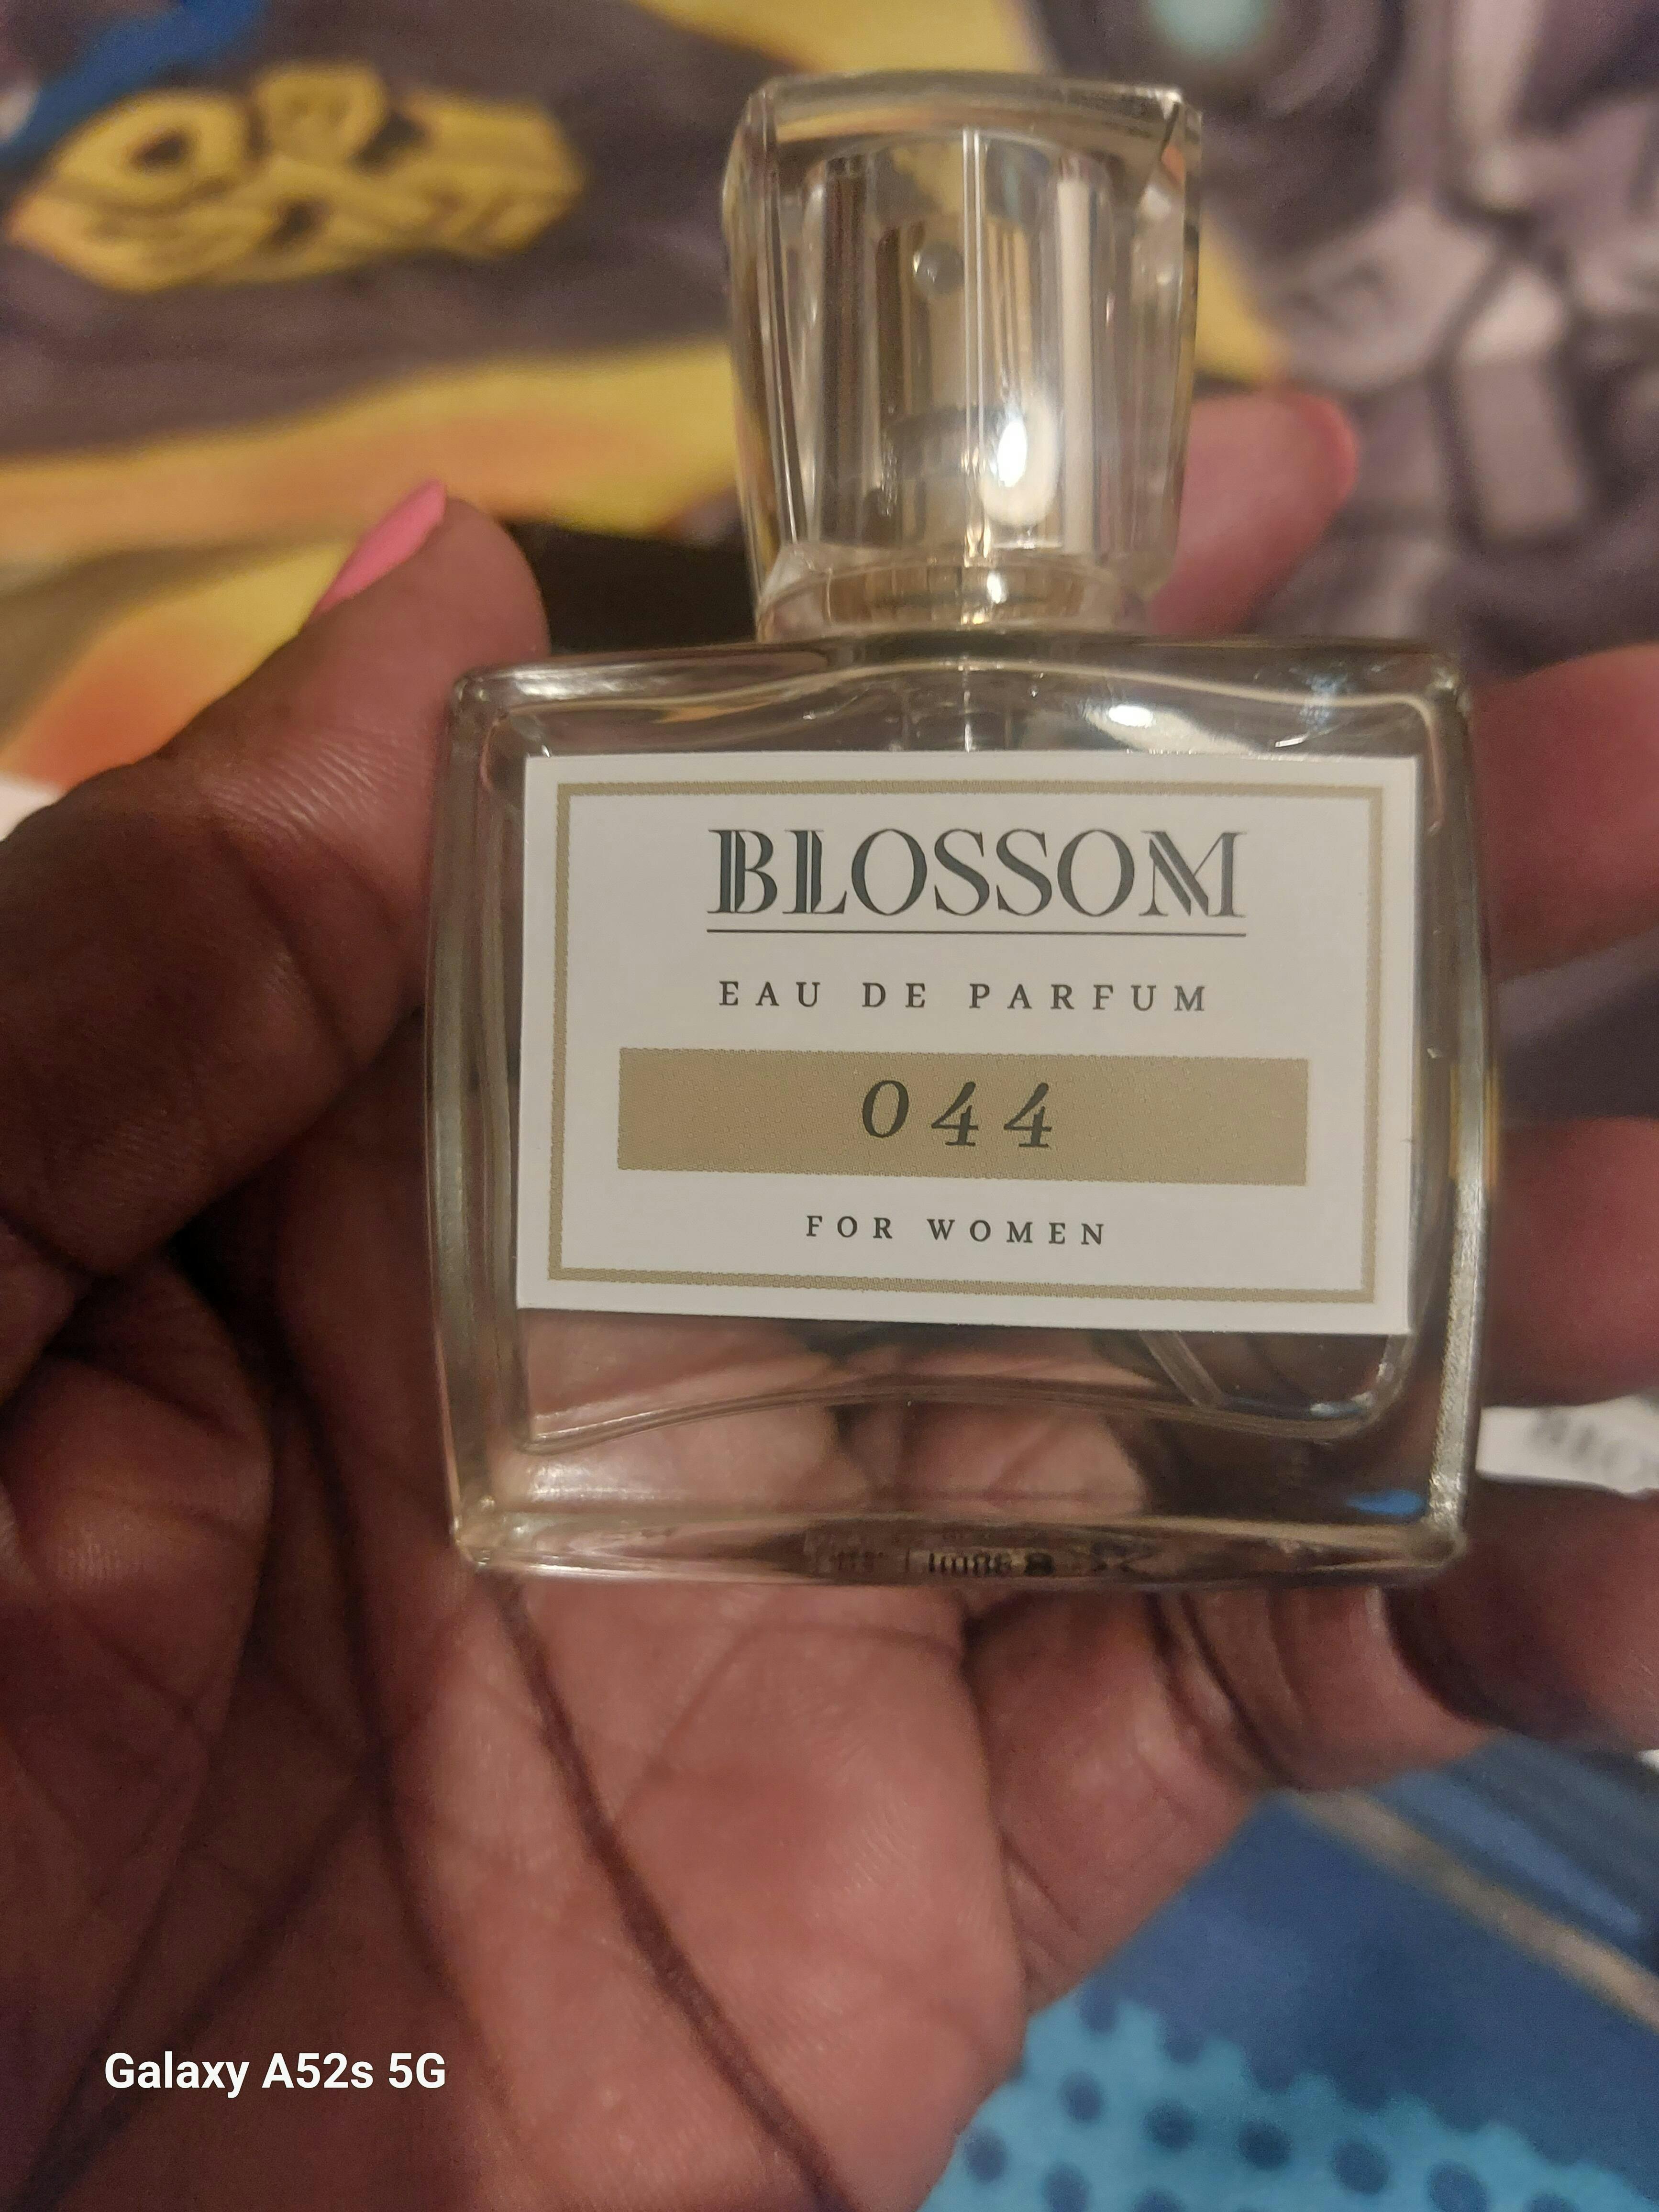 BLOSSOM
EAU DE PARFUM
044
FOR WOMEN
Galaxy A52s 5G